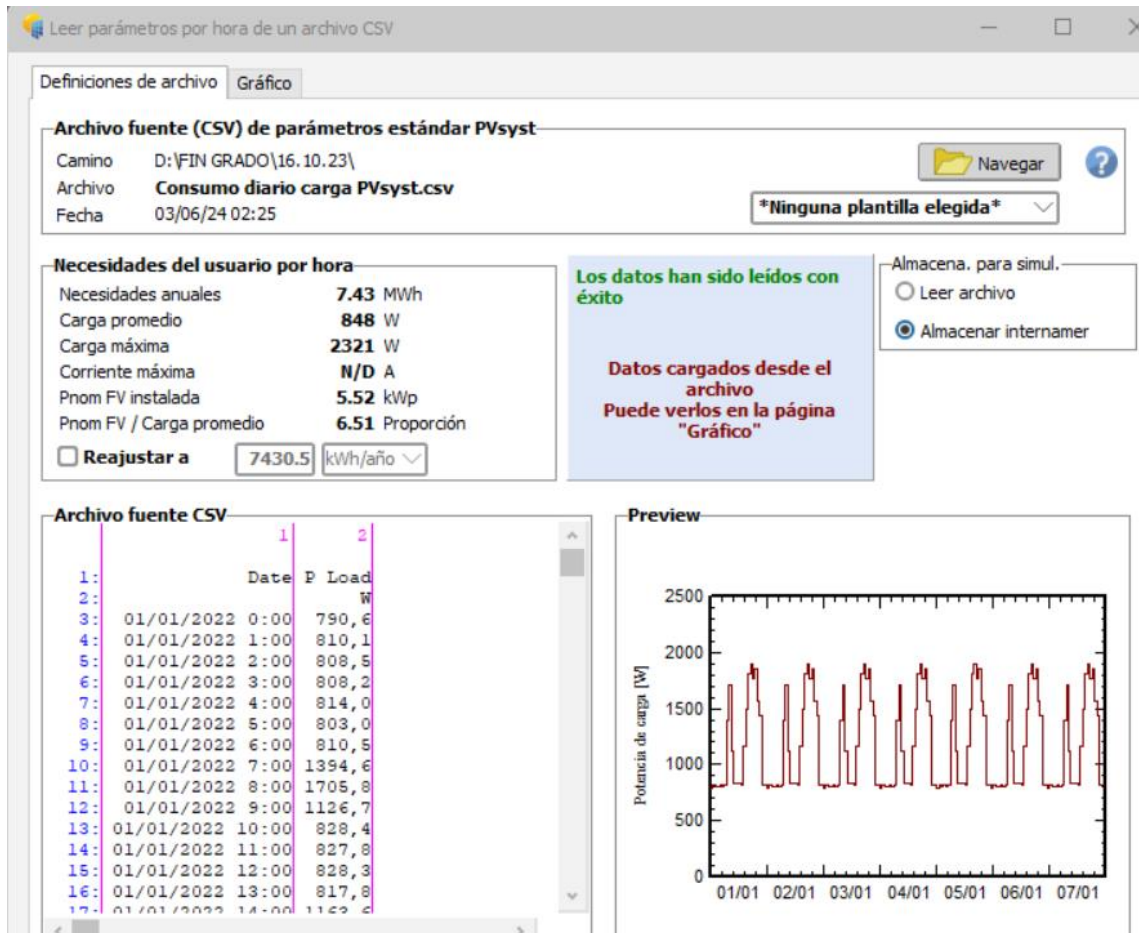 Leer parámetros por hora de un archivo CSV
Definiciones de archivo Gráfico
Archivo fuente (CSV) de parámetros estándar PVsyst
Camino D:\FIN GRADO\16.10.23\
Navegar
Archivo Consumo diario carga PVsyst.csv
Fecha 03/06/24 02:25
*Ninguna plantilla elegida*
Necesidades del usuario por hora
Necesidades anuales 7.43 MWh
Carga promedio 848 W
Carga máxima 2321 W
Corriente máxima N/D A
Pnom FV instalada 5.52 kWp
Pnom FV / Carga promedio 6.51 Proporción
Reajustar a 7430.5 kWh/año
Los datos han sido leídos con
éxito
Datos cargados desde el
archivo
Puede verlos en la página
"Gráfico"
Almacena. para simul.
Leer archivo
Almacenar internamer
Archivo fuente CSV
1 2
1: Date P Load
2: W
3: 01/01/2022 0:00 790,6
4: 01/01/2022 1:00 810,1
5: 01/01/2022 2:00 808,5
6: 01/01/2022 3:00 808,2
7: 01/01/2022 4:00 814,0
8: 01/01/2022 5:00 803,0
9: 01/01/2022 6:00 810,5
10: 01/01/2022 7:00 1394,6
11: 01/01/2022 8:00 1705,8
12: 01/01/2022 9:00 1126,7
13: 01/01/2022 10:00 828,4
14: 01/01/2022 11:00 827,8
15: 01/01/2022 12:00 828,3
16: 01/01/2022 13:00 817,8
17: 01/01/2022 14:00 1163,6
Preview
Potencia de carga [W]
2500
2000
1500
1000
500
0
01/01 02/01 03/01 04/01 05/01 06/01 07/01